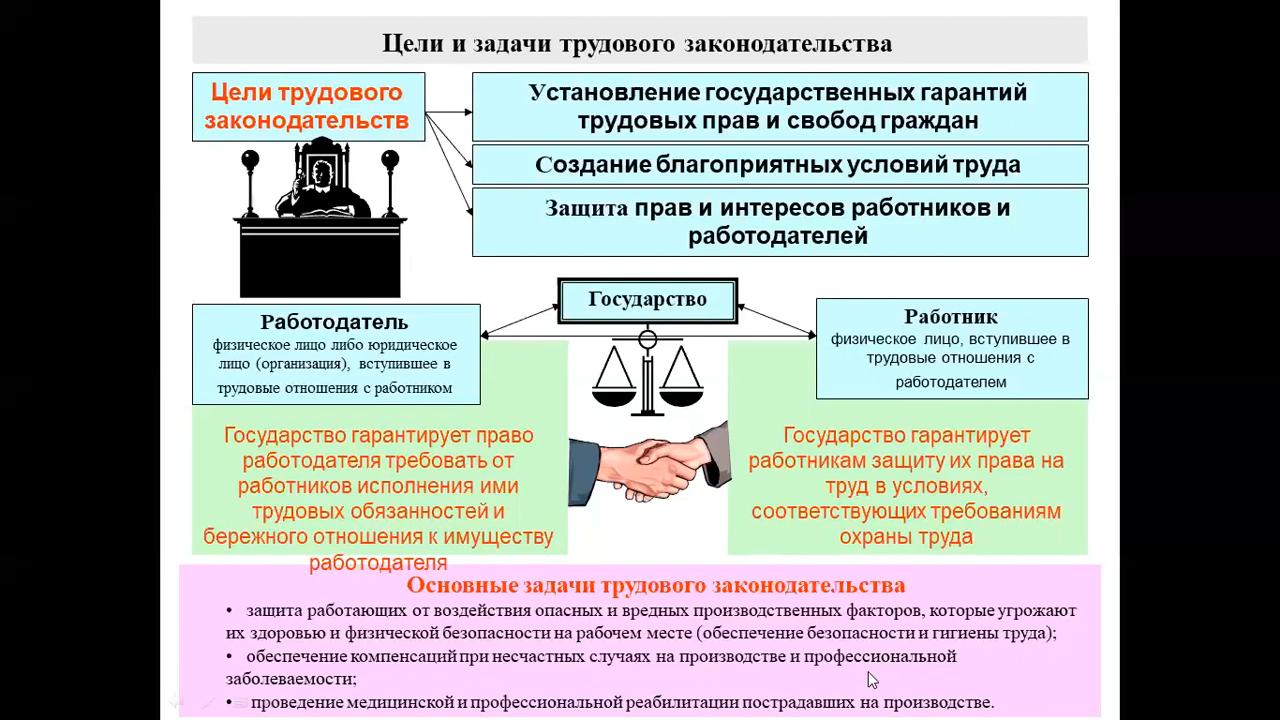 Цели и задачи трудового законодательства
Цели трудового
законодательств
Установление государственных гарантий
трудовых прав и свобод граждан
Создание благоприятных условий труда
Защита прав и интересов работников и
работодателей
Государство
Работодатель
физическое лицо либо юридическое
лицо (организация), вступившее в
трудовые отношения с работником
Работник
физическое лицо, вступившее в
трудовые отношения с
работодателем
Государство гарантирует право
работодателя требовать от
работников исполнения ими
трудовых обязанностей и
бережного отношения к имуществу
работодателя
Государство гарантирует
работникам защиту их права на
труд в условиях,
соответствующих требованиям
охраны труда
Основные задачи трудового законодательства
• защита работающих от воздействия опасных и вредных производственных факторов, которые угрожают
их здоровью и физической безопасности на рабочем месте (обеспечение безопасности и гигиены труда);
• обеспечение компенсаций при несчастных случаях на производстве и профессиональной
заболеваемости;
• проведение медицинской и профессиональной реабилитации пострадавших на производстве.